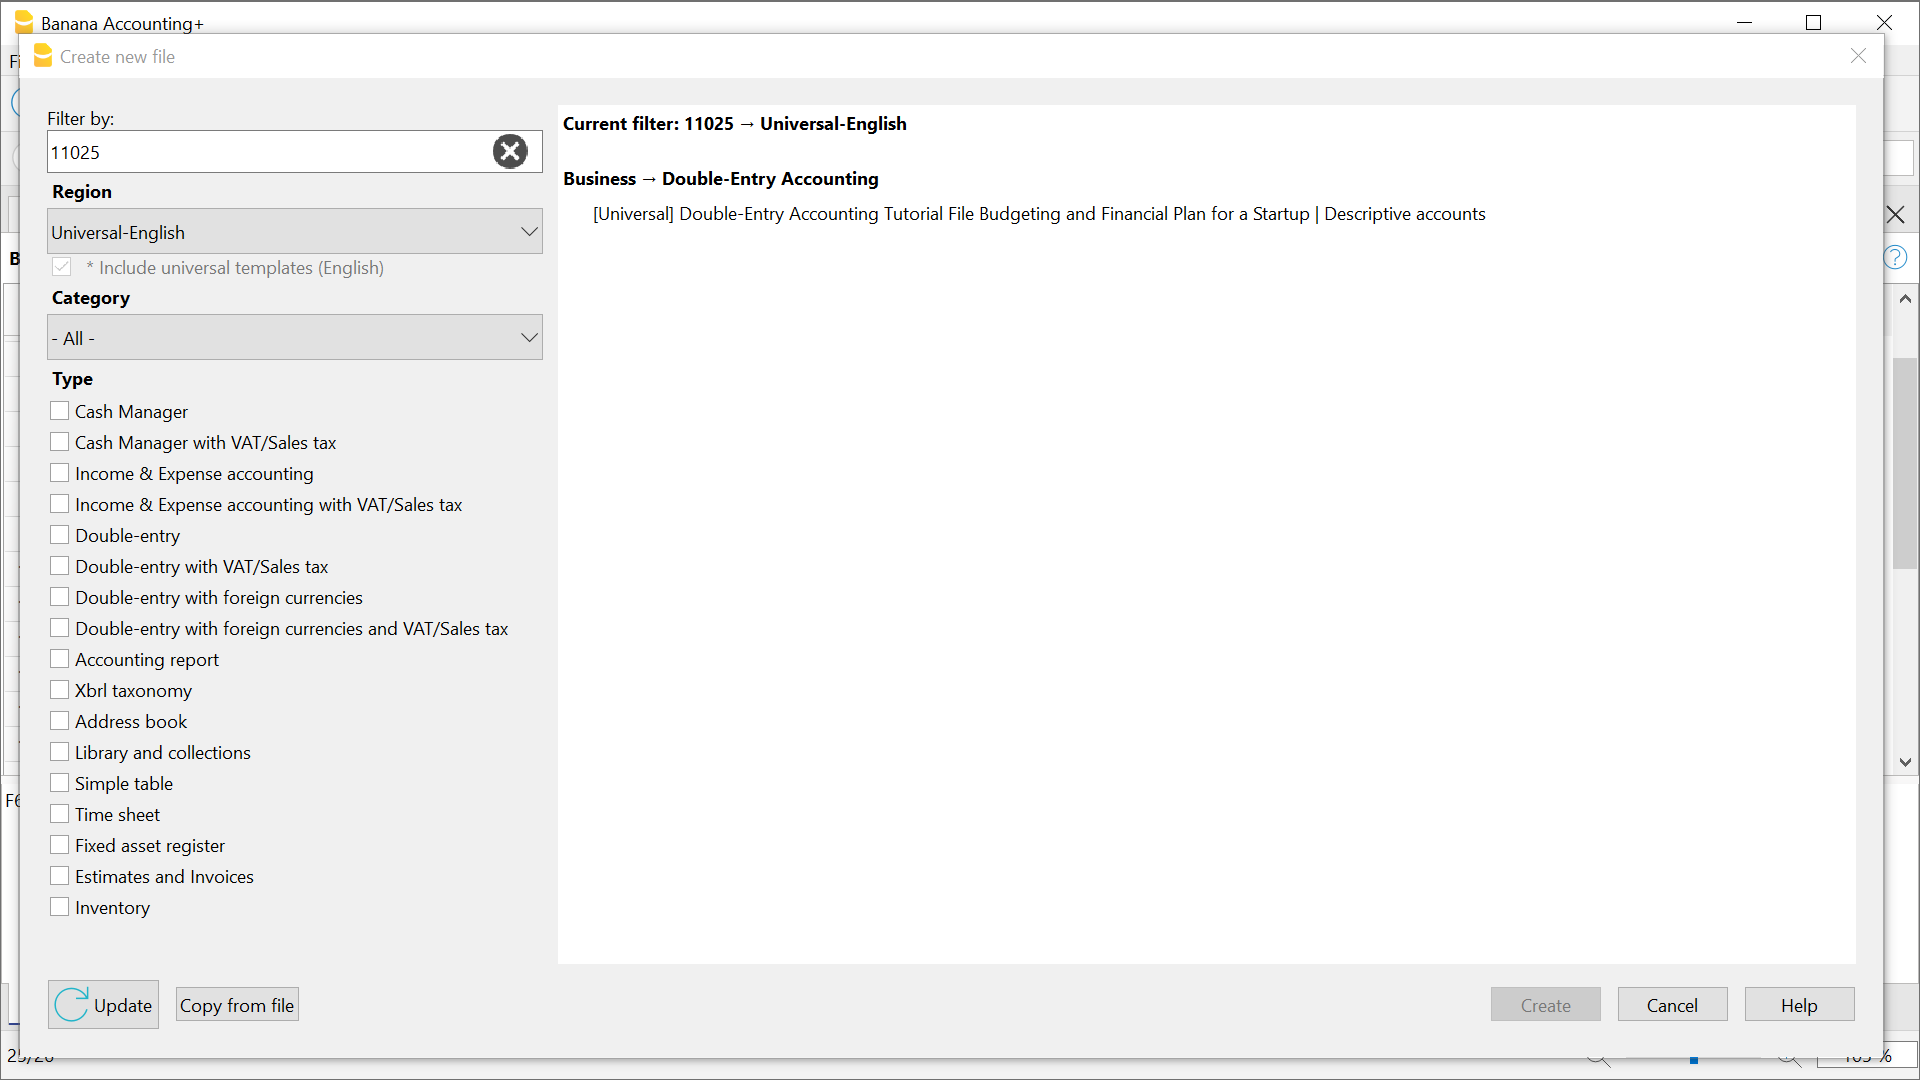 Banana Accounting+
Create new file
Filter by:
11025
Region
Universal-English
* Include universal templates (English)
Category
- All -
Type
Cash Manager
Cash Manager with VAT/Sales tax
Income & Expense accounting
Income & Expense accounting with VAT/Sales tax
Double-entry
Double-entry with VAT/Sales tax
Double-entry with foreign currencies
Double-entry with foreign currencies and VAT/Sales tax
Accounting report
Xbrl taxonomy
Address book
Library and collections
Simple table
Time sheet
Fixed asset register
Estimates and Invoices
Inventory
Current filter: 11025 → Universal-English
Business → Double-Entry Accounting
[Universal] Double-Entry Accounting Tutorial File Budgeting and Financial Plan for a Startup | Descriptive accounts
Update
Copy from file
Create
Cancel
Help